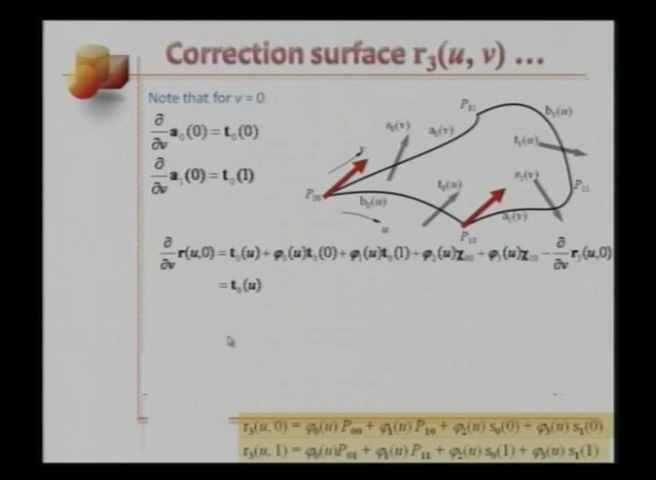 Correction surface r₃(u, v) ...
Note that for v = 0
∂/∂v a₀(0) = t₀(0)
∂/∂v a₁(0) = t₀(1)
P₀₁
b₁(u)
s₀(v)
a₀(v)
t₁(u)
v
s₁(v)
P₁₁
P₀₀
b₀(u)
t₀(u)
a₁(v)
u
P₁₀
∂/∂v r(u,0) = t₀(u) + φ₀(u)t₀(0) + φ₁(u)t₀(1) + φ₂(u)χ₀₀ + φ₃(u)χ₁₀ − ∂/∂v r₃(u,0)
= t₀(u)
r₃(u, 0) = φ₀(u) P₀₀ + φ₁(u) P₁₀ + φ₂(u) s₀(0) + φ₃(u) s₁(0)
r₃(u, 1) = φ₀(u)P₀₁ + φ₁(u) P₁₁ + φ₂(u) s₀(1) + φ₃(u) s₁(1)